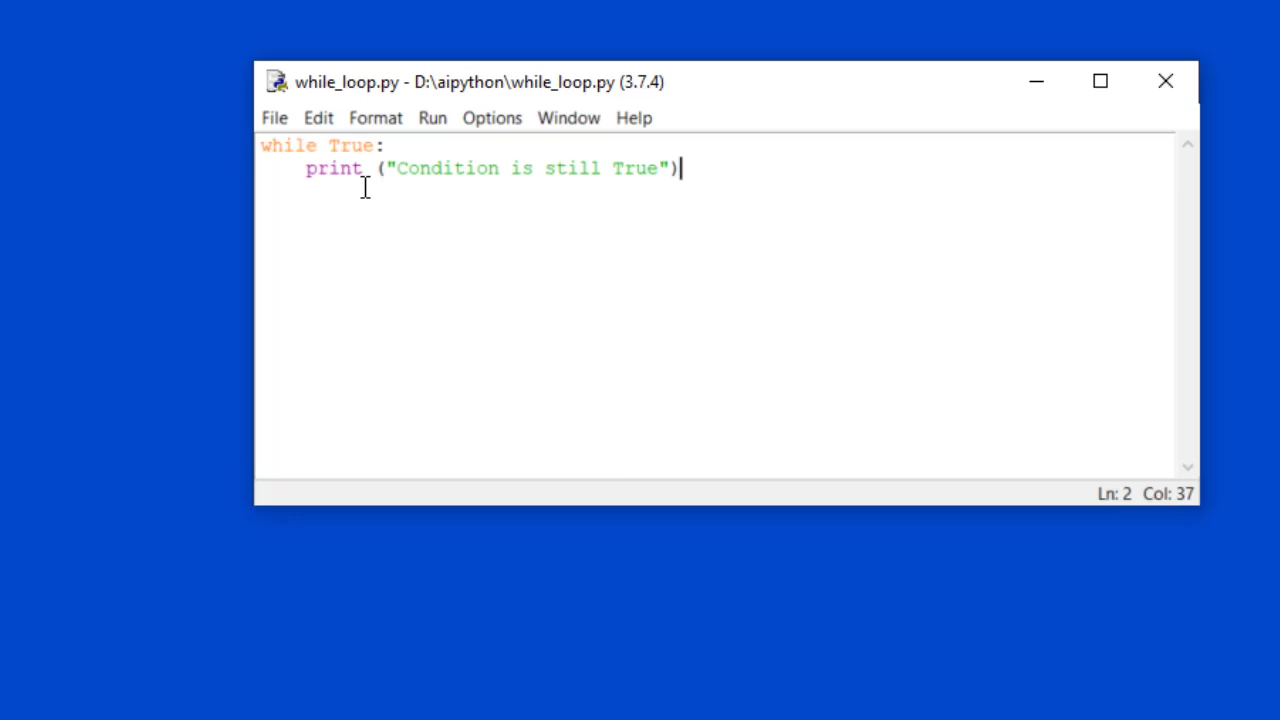 while_loop.py - D:\aipython\while_loop.py (3.7.4)
File Edit Format Run Options Window Help
while True:
    print ("Condition is still True")
Ln: 2 Col: 37